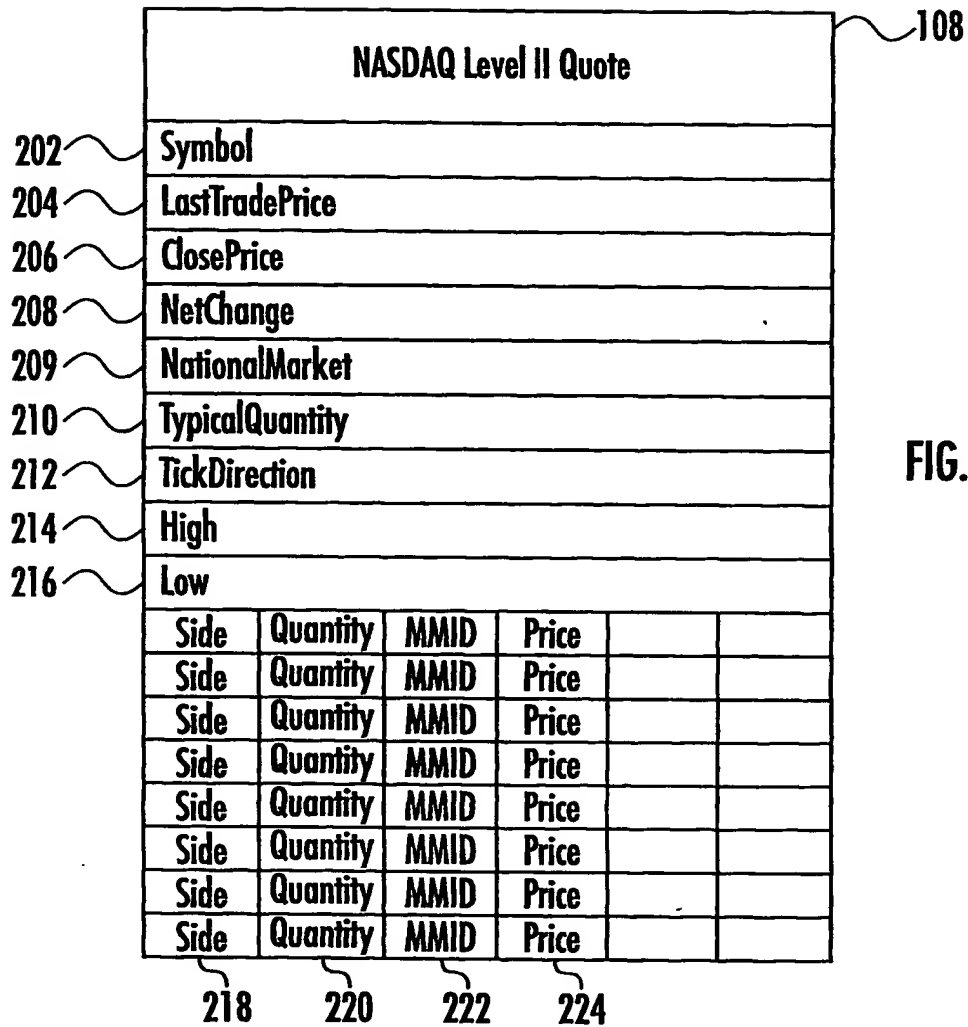 108
NASDAQ Level II Quote
202 Symbol
204 LastTradePrice
206 ClosePrice
208 NetChange
209 NationalMarket
210 TypicalQuantity
212 TickDirection
FIG.
214 High
216 Low
Side Quantity MMID Price
Side Quantity MMID Price
Side Quantity MMID Price
Side Quantity MMID Price
Side Quantity MMID Price
Side Quantity MMID Price
Side Quantity MMID Price
Side Quantity MMID Price
218 220 222 224